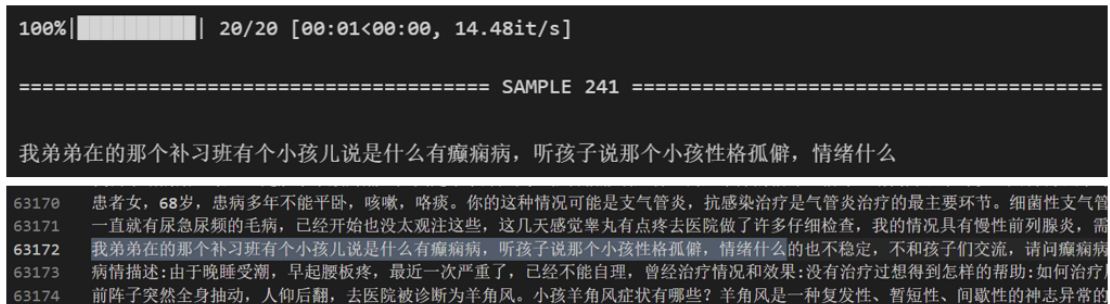 100%|██████████| 20/20 [00:01<00:00, 14.48it/s]
======================================== SAMPLE 241 ========================================
我弟弟在的那个补习班有个小孩儿说是什么有癫痫病，听孩子说那个小孩性格孤僻，情绪什么
63170 患者女，68岁，患病多年不能平卧，咳嗽，咯痰。你的这种情况可能是支气管炎，抗感染治疗是气管炎治疗的最主要环节。细菌性支气管
63171 一直就有尿急尿频的毛病，已经开始也没太观注这些，这几天感觉睾丸有点疼去医院做了许多仔细检查，我的情况具有慢性前列腺炎，需
63172 我弟弟在的那个补习班有个小孩儿说是什么有癫痫病，听孩子说那个小孩性格孤僻，情绪什么的也不稳定，不和孩子们交流，请问癫痫病
63173 病情描述:由于晚睡受潮，早起腰板疼，最近一次严重了，已经不能自理，曾经治疗情况和效果:没有治疗过想得到怎样的帮助:如何治疗
63174 前阵子突然全身抽动，人仰后翻，去医院被诊断为羊角风。小孩羊角风症状有哪些？羊角风是一种复发性、暂短性、间歇性的神志异常的